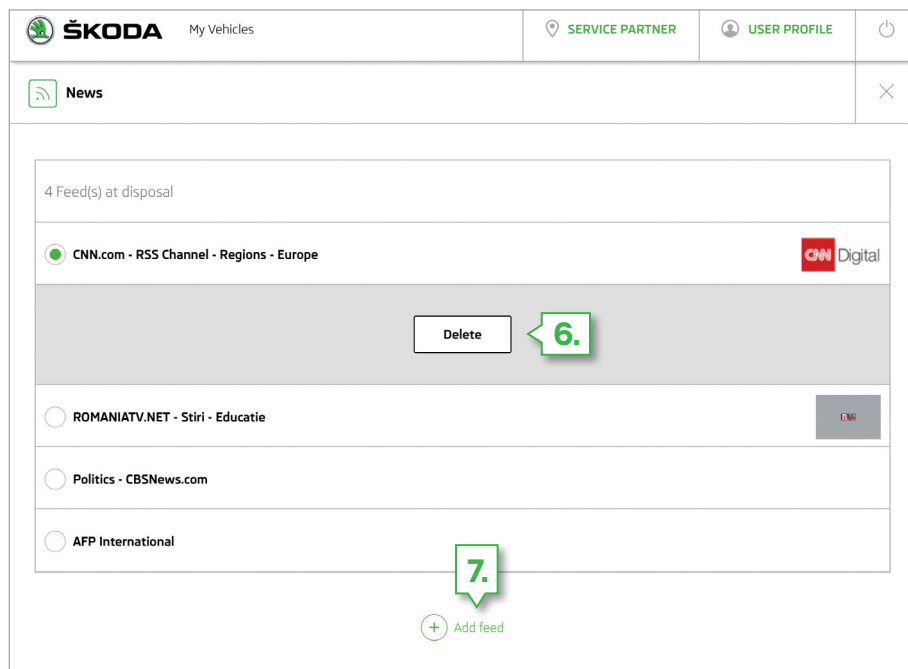 ŠKODA My Vehicles SERVICE PARTNER USER PROFILE
News
4 Feed(s) at disposal
CNN.com - RSS Channel - Regions - Europe CNN Digital
Delete 6.
ROMANIATV.NET - Stiri - Educatie
Politics - CBSNews.com
AFP International
7.
+ Add feed